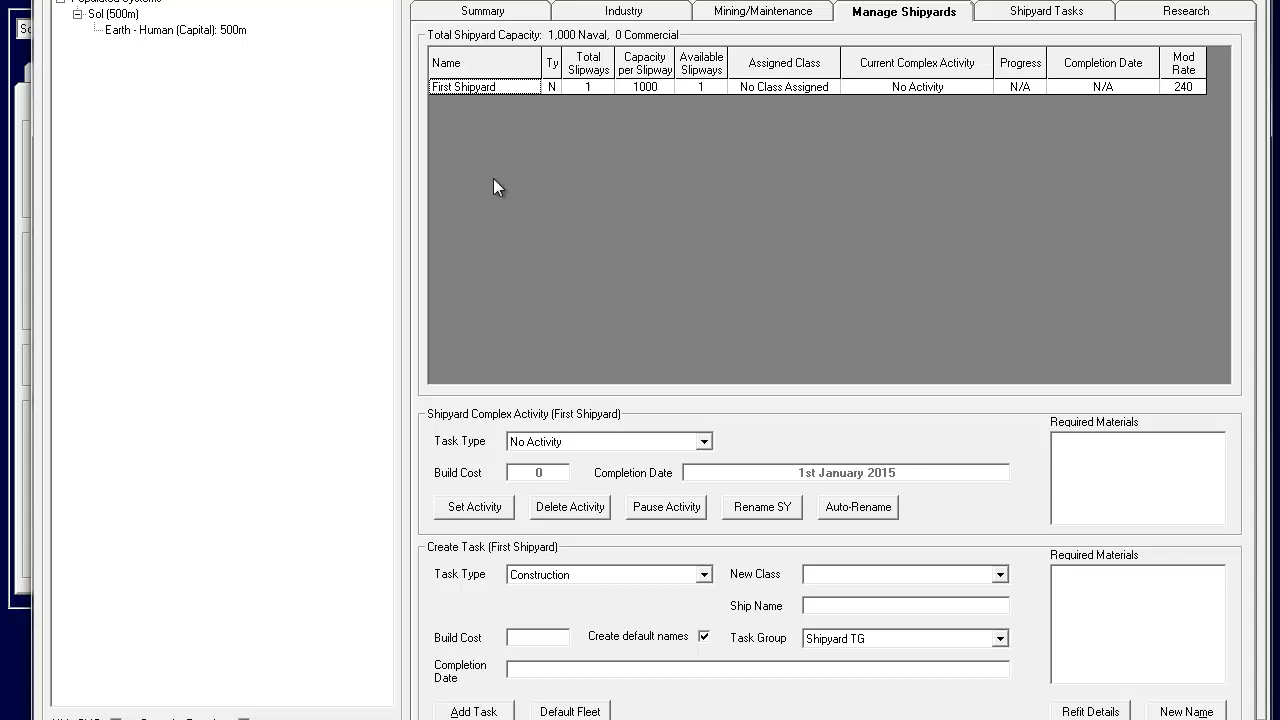 Populated Systems
Sol (500m)
Earth - Human (Capital): 500m
Summary
Industry
Mining/Maintenance
Manage Shipyards
Shipyard Tasks
Research
Total Shipyard Capacity: 1,000 Naval, 0 Commercial
Name Ty Total Slipways Capacity per Slipway Available Slipways Assigned Class Current Complex Activity Progress Completion Date Mod Rate
First Shipyard N 1 1000 1 No Class Assigned No Activity N/A N/A 240
Shipyard Complex Activity (First Shipyard)
Required Materials
Task Type No Activity
Build Cost 0 Completion Date 1st January 2015
Set Activity Delete Activity Pause Activity Rename SY Auto-Rename
Create Task (First Shipyard)
Required Materials
Task Type Construction New Class
Ship Name
Build Cost Create default names Task Group Shipyard TG
Completion
Date
Add Task Default Fleet Refit Details New Name